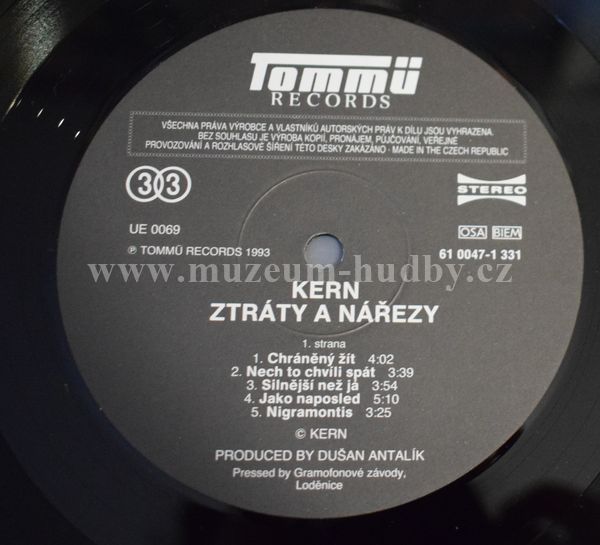 Tommü
RECORDS
VŠECHNA PRÁVA VÝROBCE A VLASTNÍKŮ AUTORSKÝCH PRÁV K DÍLU JSOU VYHRAZENA.
BEZ SOUHLASU JE VÝROBA KOPIÍ, PRONÁJEM, PŮJČOVÁNÍ, VEŘEJNÉ
PROVOZOVÁNÍ A ROZHLASOVÉ ŠÍŘENÍ TÉTO DESKY ZAKÁZÁNO · MADE IN THE CZECH REPUBLIC
33
STEREO
UE 0069
OSA BIEM
℗ TOMMÜ RECORDS 1993
61 0047-1 331
www.muzeum-hudby.cz
KERN
ZTRÁTY A NÁŘEZY
1. strana
1. Chráněný žít 4:02
2. Nech to chvíli spát 3:39
3. Silnější než já 3:54
4. Jako naposled 5:10
5. Nigramontis 3:25
© KERN
PRODUCED BY DUŠAN ANTALÍK
Pressed by Gramofonové závody,
Loděnice